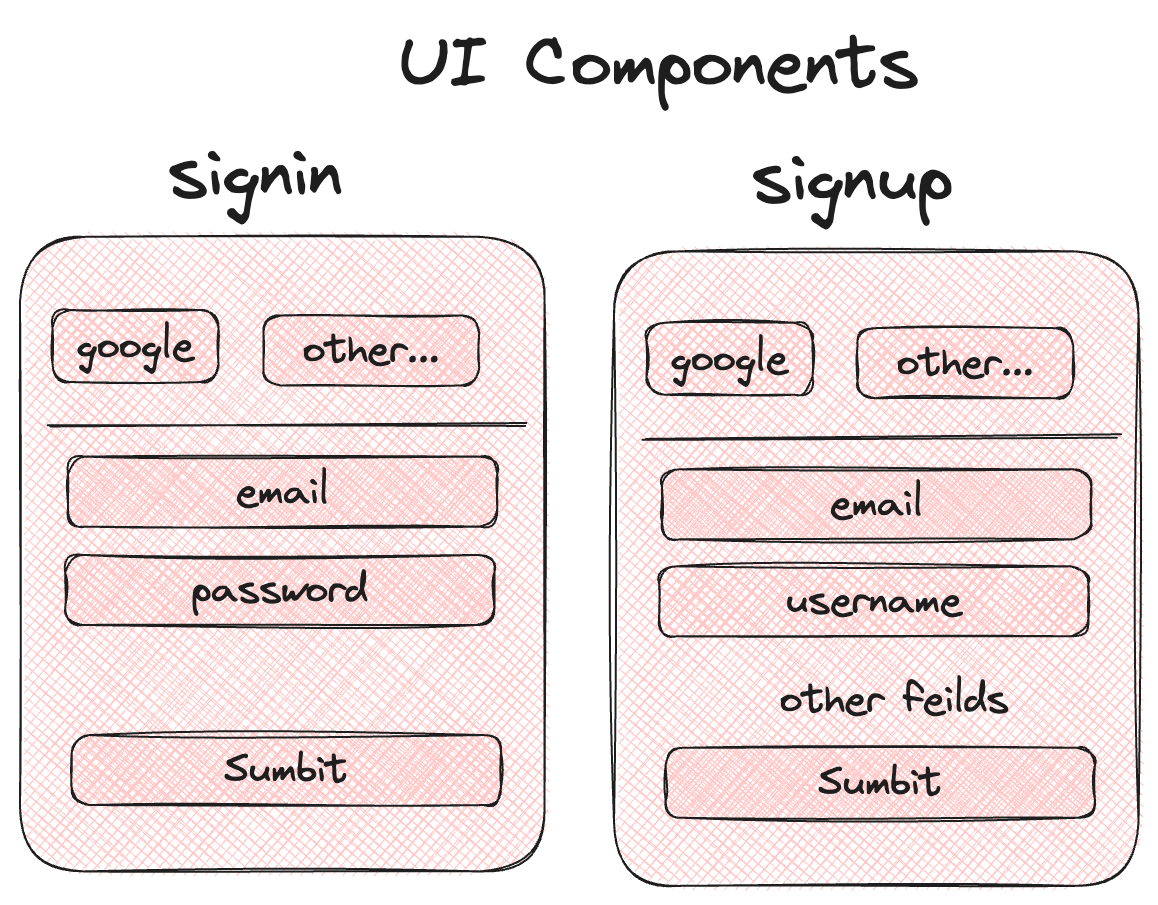 UI Components
signin
google
other...
email
password
Sumbit
signup
google
other...
email
username
other feilds
Sumbit